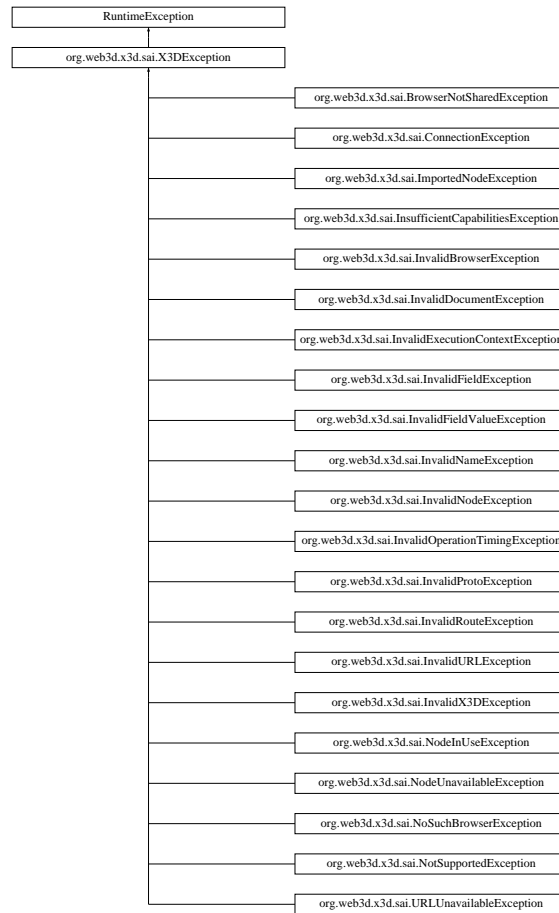 RuntimeException
org.web3d.x3d.sai.X3DException
org.web3d.x3d.sai.BrowserNotSharedException
org.web3d.x3d.sai.ConnectionException
org.web3d.x3d.sai.ImportedNodeException
org.web3d.x3d.sai.InsufficientCapabilitiesException
org.web3d.x3d.sai.InvalidBrowserException
org.web3d.x3d.sai.InvalidDocumentException
org.web3d.x3d.sai.InvalidExecutionContextException
org.web3d.x3d.sai.InvalidFieldException
org.web3d.x3d.sai.InvalidFieldValueException
org.web3d.x3d.sai.InvalidNameException
org.web3d.x3d.sai.InvalidNodeException
org.web3d.x3d.sai.InvalidOperationTimingException
org.web3d.x3d.sai.InvalidProtoException
org.web3d.x3d.sai.InvalidRouteException
org.web3d.x3d.sai.InvalidURLException
org.web3d.x3d.sai.InvalidX3DException
org.web3d.x3d.sai.NodeInUseException
org.web3d.x3d.sai.NodeUnavailableException
org.web3d.x3d.sai.NoSuchBrowserException
org.web3d.x3d.sai.NotSupportedException
org.web3d.x3d.sai.URLUnavailableException